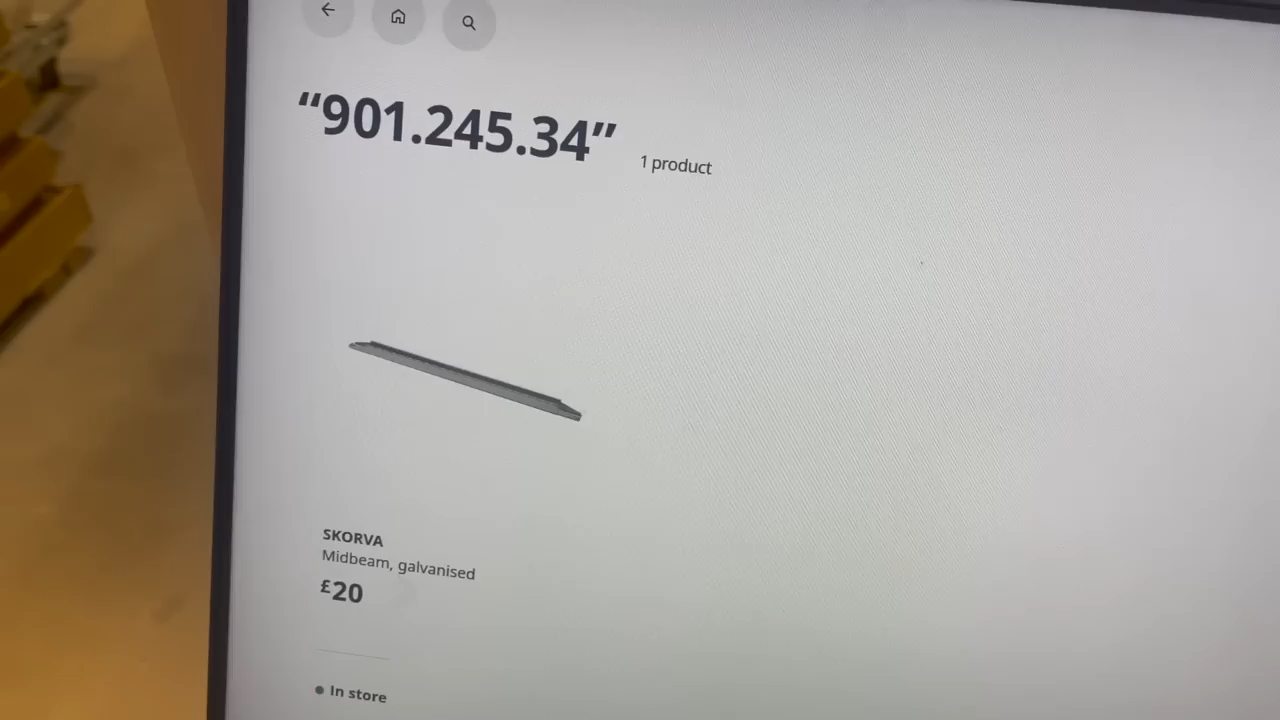 “901.245.34”
1 product
SKORVA
Midbeam, galvanised
£20
In store